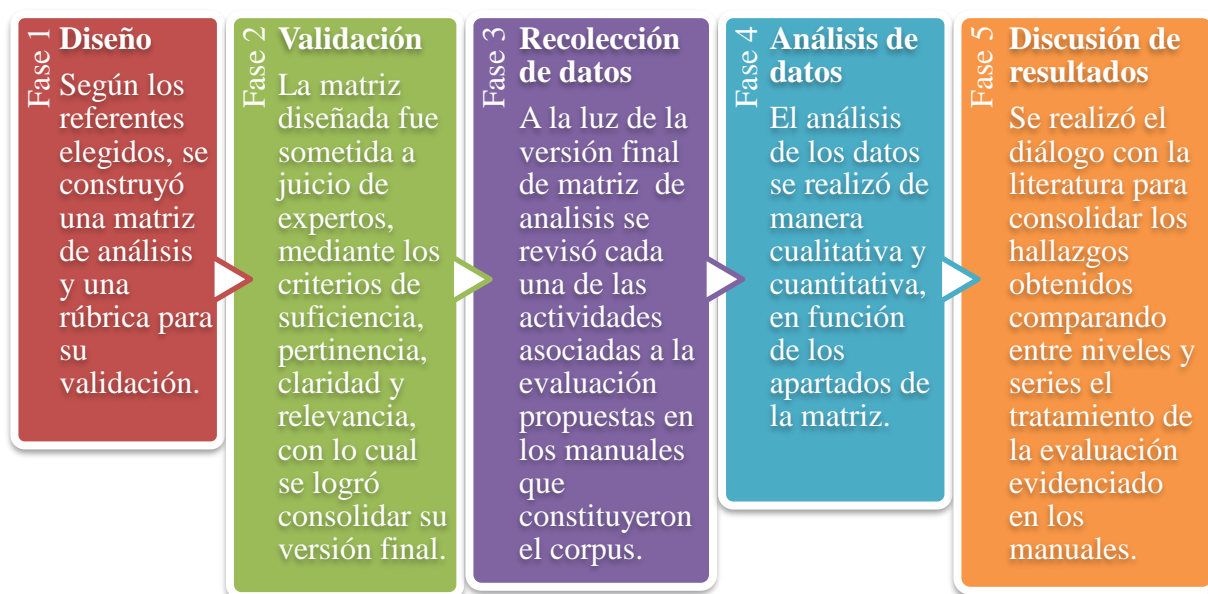 Fase 1
Diseño
Según los
referentes
elegidos, se
construyó
una matriz
de análisis
y una
rúbrica para
su
validación.
Fase 2
Validación
La matriz
diseñada fue
sometida a
juicio de
expertos,
mediante los
criterios de
suficiencia,
pertinencia,
claridad y
relevancia,
con lo cual
se logró
consolidar su
versión final.
Fase 3
Recolección
de datos
A la luz de la
versión final
de matriz de
analisis se
revisó cada
una de las
actividades
asociadas a la
evaluación
propuestas en
los manuales
que
constituyeron
el corpus.
Fase 4
Análisis de
datos
El análisis
de los datos
se realizó de
manera
cualitativa y
cuantitativa,
en función
de los
apartados de
la matriz.
Fase 5
Discusión de
resultados
Se realizó el
diálogo con la
literatura para
consolidar los
hallazgos
obtenidos
comparando
entre niveles y
series el
tratamiento de
la evaluación
evidenciado
en los
manuales.